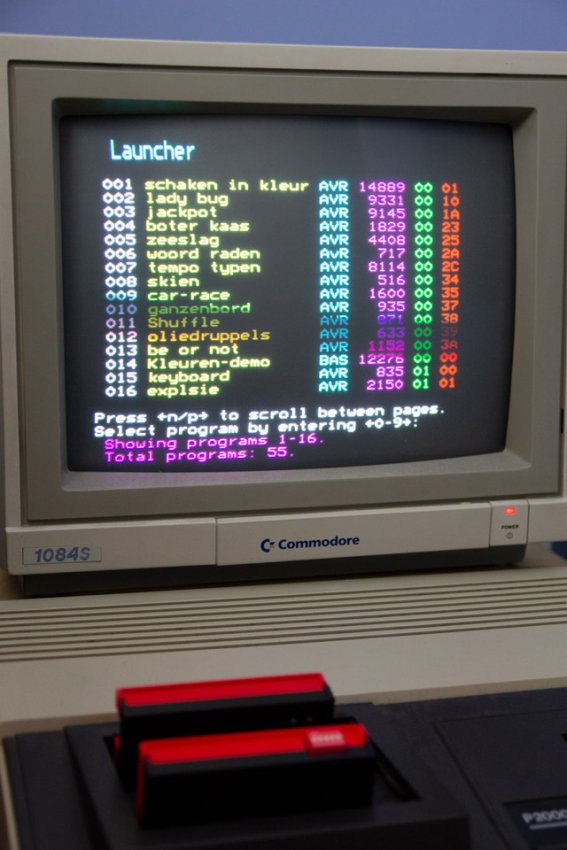 Launcher
001 schaken in kleur AVR 14889 00 01
002 lady bug AVR 9331 00 10
003 jackpot AVR 9145 00 1A
004 boter kaas AVR 1829 00 23
005 zeeslag AVR 4408 00 25
006 woord raden AwR 717 00 2A
007 tempo typen AVR 8114 00 2C
008 skien AVR 516 00 34
009 car-race AVR 1600 00 35
010 ganzenbord AVR 935 00 37
011 Shuffle AVR 871 00 38
012 oliedruppels AVR 633 00 39
013 be or not AVR 1152 00 3A
014 Kleuren-demo BAS 12276 00 00
015 keyboard AVR 835 01 00
016 explsie AVR 2150 01 01
Press ←n/p→ to scroll between pages.
Select program by entering ←0-9→:
Showing programs 1-16.
Total programs: 55.
1084S
Commodore
POWER
P2000